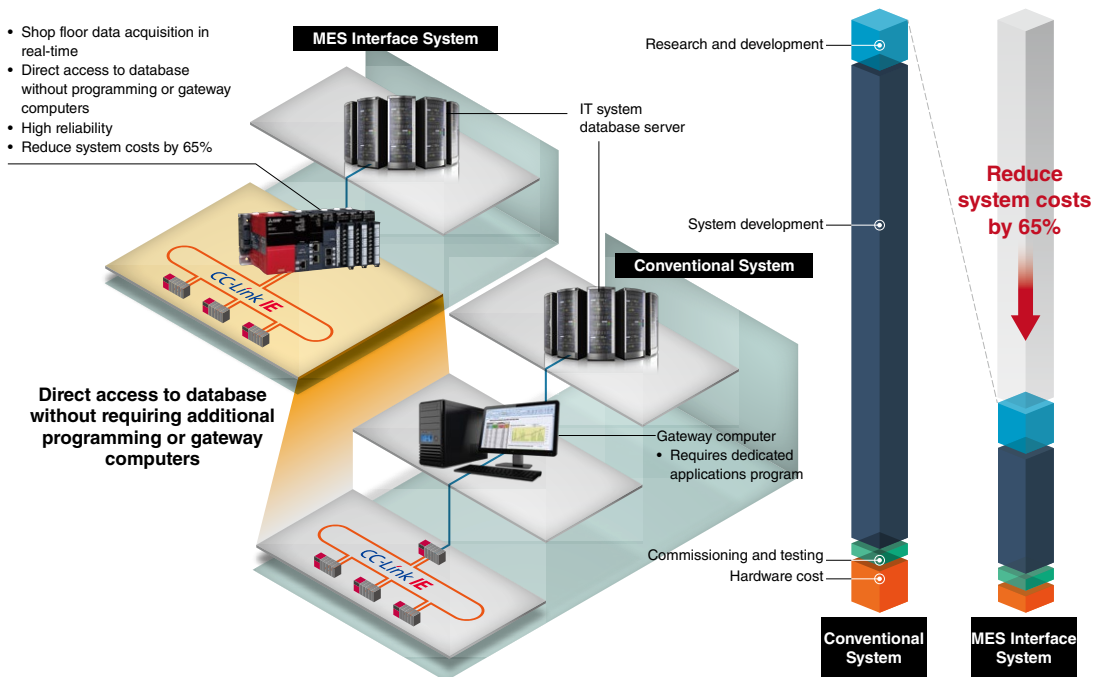 • Shop floor data acquisition in
real-time
• Direct access to database
without programming or gateway
computers
• High reliability
• Reduce system costs by 65%
MES Interface System
IT system
database server
CC-Link IE
Direct access to database
without requiring additional
programming or gateway
computers
Conventional System
Gateway computer
• Requires dedicated
applications program
CC-Link IE
Research and development
System development
Commissioning and testing
Hardware cost
Reduce
system costs
by 65%
Conventional
System
MES Interface
System